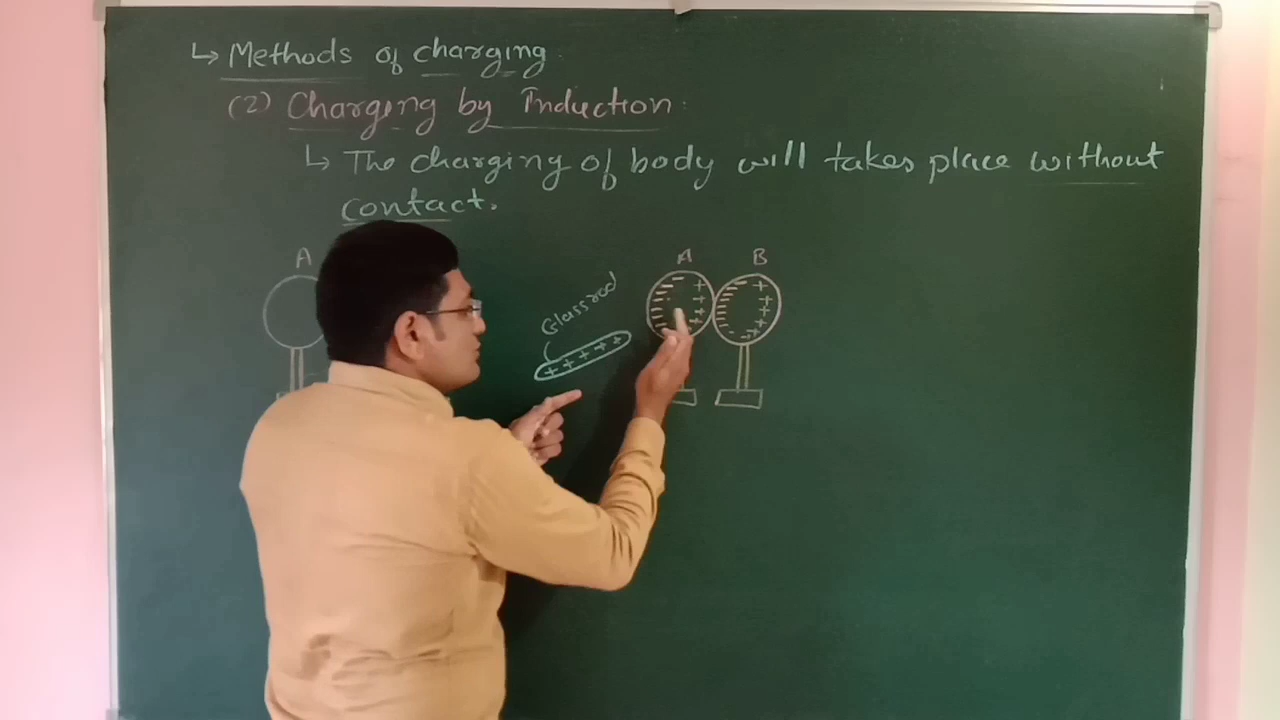 ↳ Methods of charging.
(2) Charging by Induction:
↳ The charging of body will takes place without
contact.
A
Glass rod
+ + + + +
A B